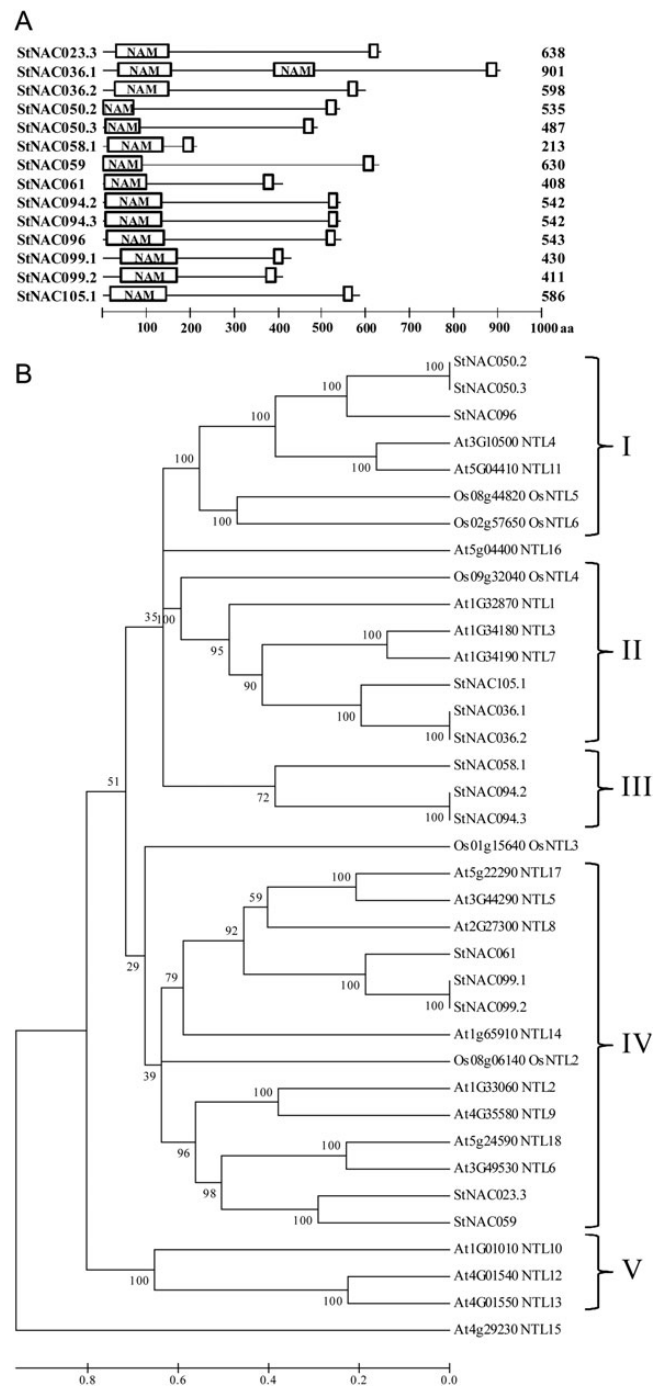 A
StNAC023.3 NAM 638
StNAC036.1 NAM NAM 901
StNAC036.2 NAM 598
StNAC050.2 NAM 535
StNAC050.3 NAM 487
StNAC058.1 NAM 213
StNAC059 NAM 630
StNAC061 NAM 408
StNAC094.2 NAM 542
StNAC094.3 NAM 542
StNAC096 NAM 543
StNAC099.1 NAM 430
StNAC099.2 NAM 411
StNAC105.1 NAM 586
100 200 300 400 500 600 700 800 900 1000 aa
B
StNAC050.2
100
100
StNAC050.3
100
StNAC096
I
At3G10500 NTL4
100
100
At5G04410 NTL11
Os08g44820 OsNTL5
100
Os02g57650 OsNTL6
At5g04400 NTL16
Os09g32040 OsNTL4
35
100
At1G32870 NTL1
At1G34180 NTL3
100
95
II
At1G34190 NTL7
90
StNAC105.1
StNAC036.1
100
StNAC036.2
100
StNAC058.1
51
72
III
StNAC094.2
StNAC094.3
100
Os01g15640 OsNTL3
At5g22290 NTL17
100
59
At3G44290 NTL5
92
At2G27300 NTL8
StNAC061
29
79
100
StNAC099.1
StNAC099.2
100
At1g65910 NTL14
IV
Os08g06140 OsNTL2
39
At1G33060 NTL2
100
At4G35580 NTL9
96
At5g24590 NTL18
100
At3G49530 NTL6
98
StNAC023.3
100
StNAC059
At1G01010 NTL10
100
At4G01540 NTL12
V
100
At4G01550 NTL13
At4g29230 NTL15
0.8 0.6 0.4 0.2 0.0